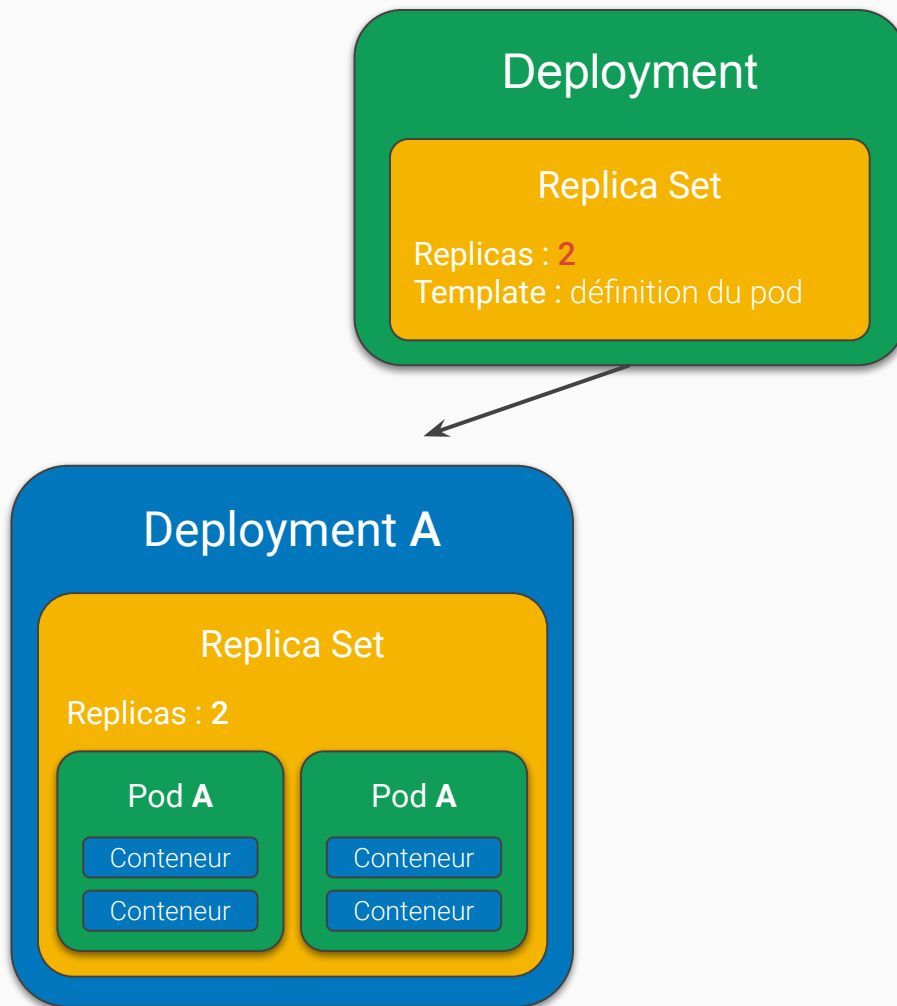 Deployment
Replica Set
Replicas : 2
Template : définition du pod
Deployment A
Replica Set
Replicas : 2
Pod A
Conteneur
Conteneur
Pod A
Conteneur
Conteneur